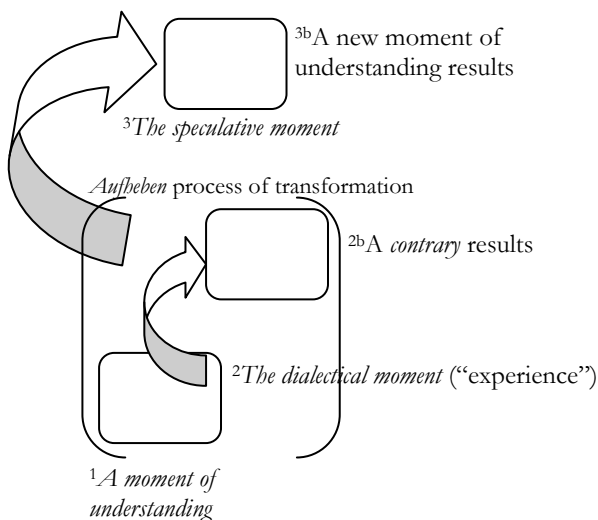 3bA new moment of
understanding results
3The speculative moment
Aufheben process of transformation
2bA contrary results
2The dialectical moment (“experience”)
1A moment of
understanding